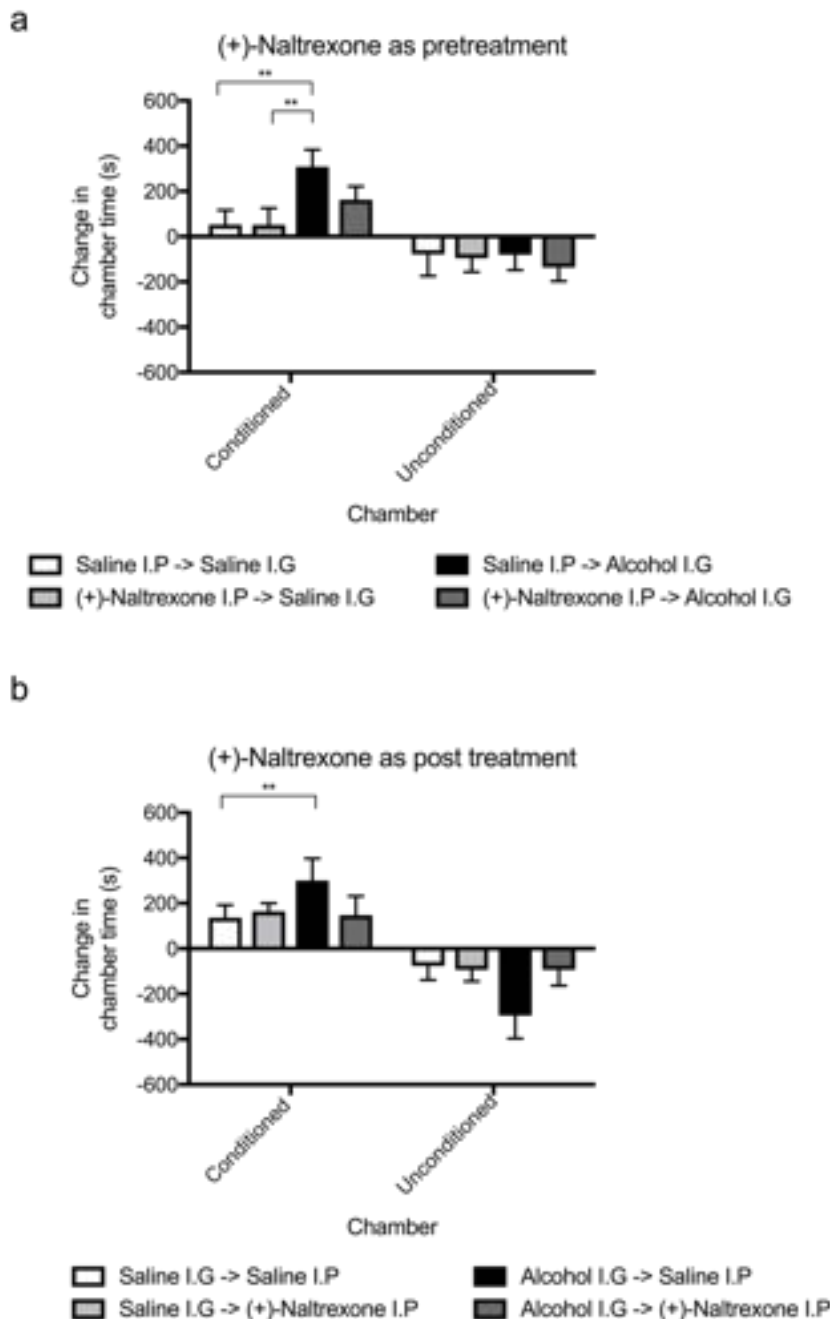 a
(+)-Naltrexone as pretreatment
**
**
600
400
200
0
-200
-400
-600
Change in
chamber time (s)
Conditioned
Unconditioned
Chamber
Saline I.P -> Saline I.G
Saline I.P -> Alcohol I.G
(+)-Naltrexone I.P -> Saline I.G
(+)-Naltrexone I.P -> Alcohol I.G
b
(+)-Naltrexone as post treatment
**
600
400
200
0
-200
-400
-600
Change in
chamber time (s)
Conditioned
Unconditioned
Chamber
Saline I.G -> Saline I.P
Alcohol I.G -> Saline I.P
Saline I.G -> (+)-Naltrexone I.P
Alcohol I.G -> (+)-Naltrexone I.P